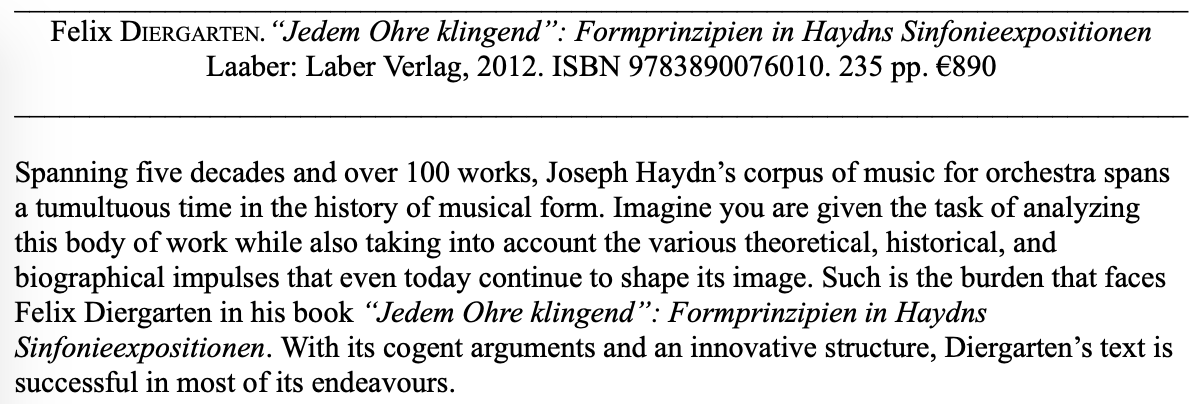 Felix DIERGARTEN. “Jedem Ohre klingend”: Formprinzipien in Haydns Sinfonieexpositionen
Laaber: Laber Verlag, 2012. ISBN 9783890076010. 235 pp. €890
Spanning five decades and over 100 works, Joseph Haydn’s corpus of music for orchestra spans
a tumultuous time in the history of musical form. Imagine you are given the task of analyzing
this body of work while also taking into account the various theoretical, historical, and
biographical impulses that even today continue to shape its image. Such is the burden that faces
Felix Diergarten in his book “Jedem Ohre klingend”: Formprinzipien in Haydns
Sinfonieexpositionen. With its cogent arguments and an innovative structure, Diergarten’s text is
successful in most of its endeavours.